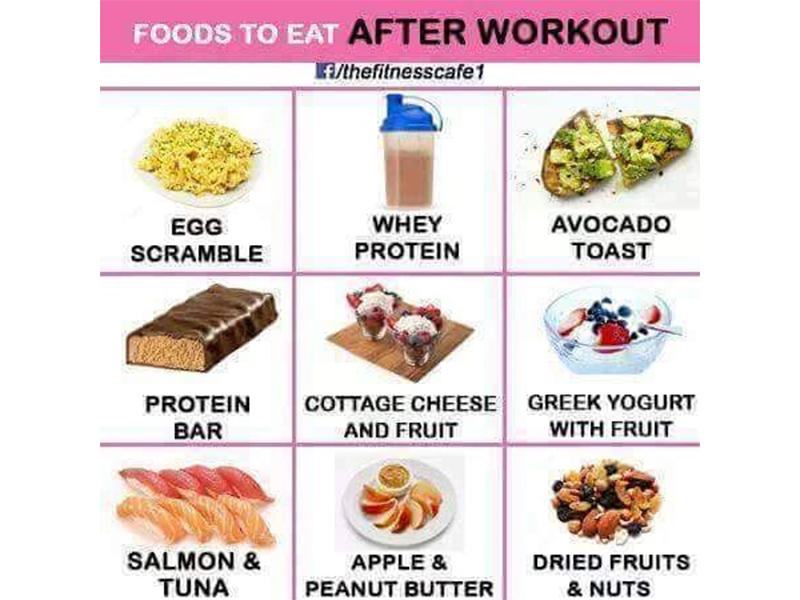 FOODS TO EAT AFTER WORKOUT
f/thefitnesscafe1
EGG
SCRAMBLE
WHEY
PROTEIN
AVOCADO
TOAST
PROTEIN
BAR
COTTAGE CHEESE
AND FRUIT
GREEK YOGURT
WITH FRUIT
SALMON &
TUNA
APPLE &
PEANUT BUTTER
DRIED FRUITS
& NUTS